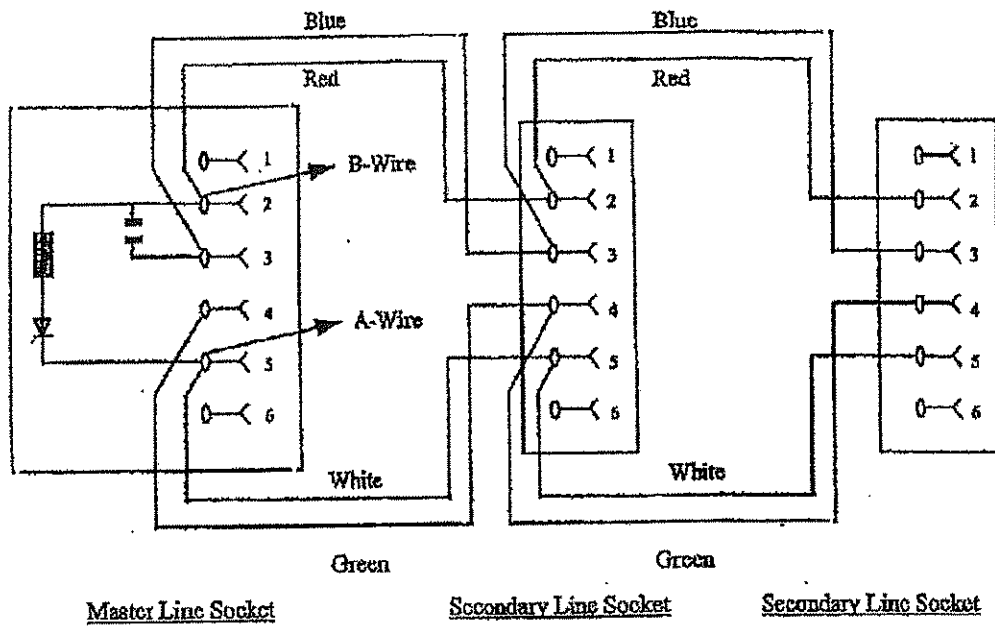 Blue
Red
Blue
Red
1
B-Wire
2
3
4
A-Wire
5
6
1
2
3
4
5
6
1
2
3
4
5
6
White
Green
White
Green
Master Line Socket
Secondary Line Socket
Secondary Line Socket